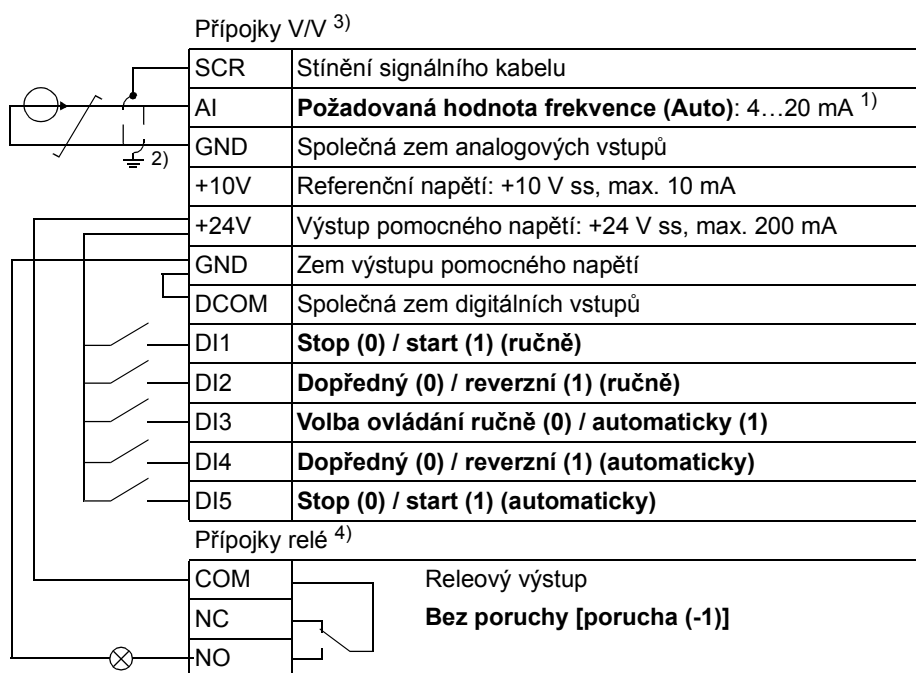 Přípojky V/V 3)
SCR Stínění signálního kabelu
AI Požadovaná hodnota frekvence (Auto): 4…20 mA 1)
GND Společná zem analogových vstupů
2)
+10V Referenční napětí: +10 V ss, max. 10 mA
+24V Výstup pomocného napětí: +24 V ss, max. 200 mA
GND Zem výstupu pomocného napětí
DCOM Společná zem digitálních vstupů
DI1 Stop (0) / start (1) (ručně)
DI2 Dopředný (0) / reverzní (1) (ručně)
DI3 Volba ovládání ručně (0) / automaticky (1)
DI4 Dopředný (0) / reverzní (1) (automaticky)
DI5 Stop (0) / start (1) (automaticky)
Přípojky relé 4)
COM Releový výstup
NC Bez poruchy [porucha (-1)]
NO